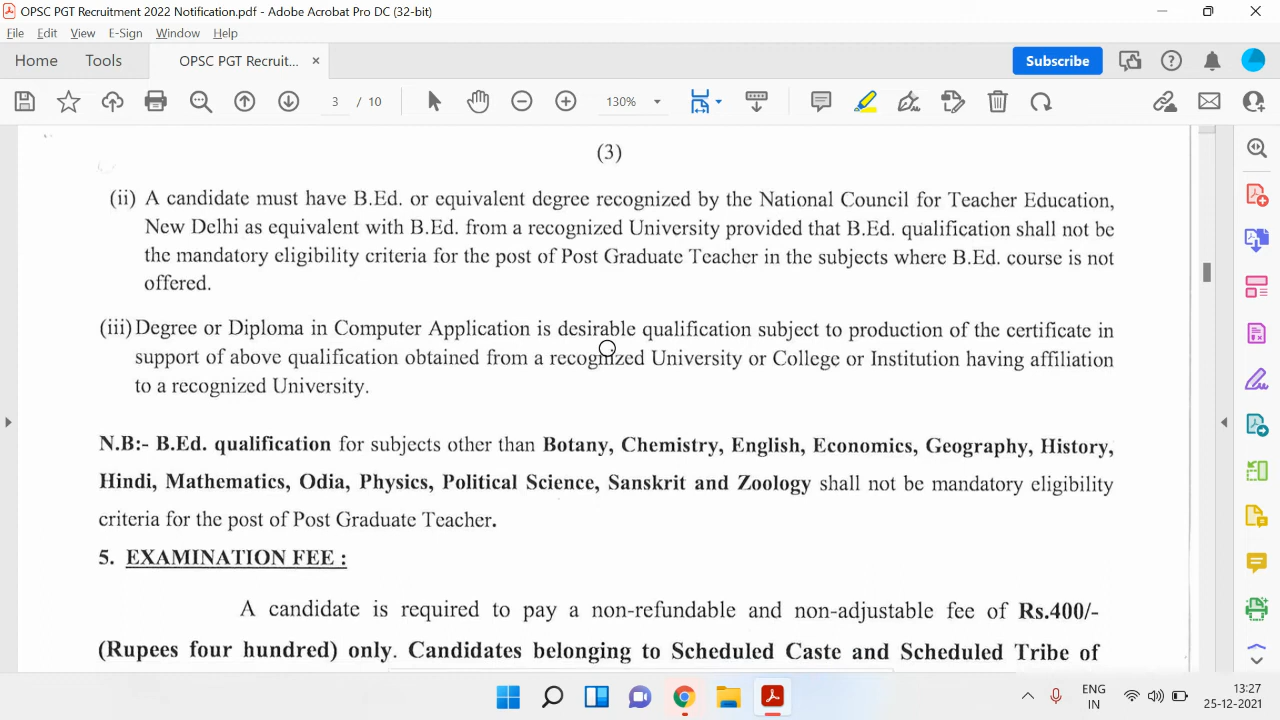 OPSC PGT Recruitment 2022 Notification.pdf - Adobe Acrobat Pro DC (32-bit)
File Edit View E-Sign Window Help
Home Tools OPSC PGT Recruit... × Subscribe
3 / 10 130%
(3)
(ii) A candidate must have B.Ed. or equivalent degree recognized by the National Council for Teacher Education,
New Delhi as equivalent with B.Ed. from a recognized University provided that B.Ed. qualification shall not be
the mandatory eligibility criteria for the post of Post Graduate Teacher in the subjects where B.Ed. course is not
offered.
(iii) Degree or Diploma in Computer Application is desirable qualification subject to production of the certificate in
support of above qualification obtained from a recognized University or College or Institution having affiliation
to a recognized University.
N.B:- B.Ed. qualification for subjects other than Botany, Chemistry, English, Economics, Geography, History,
Hindi, Mathematics, Odia, Physics, Political Science, Sanskrit and Zoology shall not be mandatory eligibility
criteria for the post of Post Graduate Teacher.
5. EXAMINATION FEE :
A candidate is required to pay a non-refundable and non-adjustable fee of Rs.400/-
(Rupees four hundred) only. Candidates belonging to Scheduled Caste and Scheduled Tribe of
ENG
IN
13:27
25-12-2021